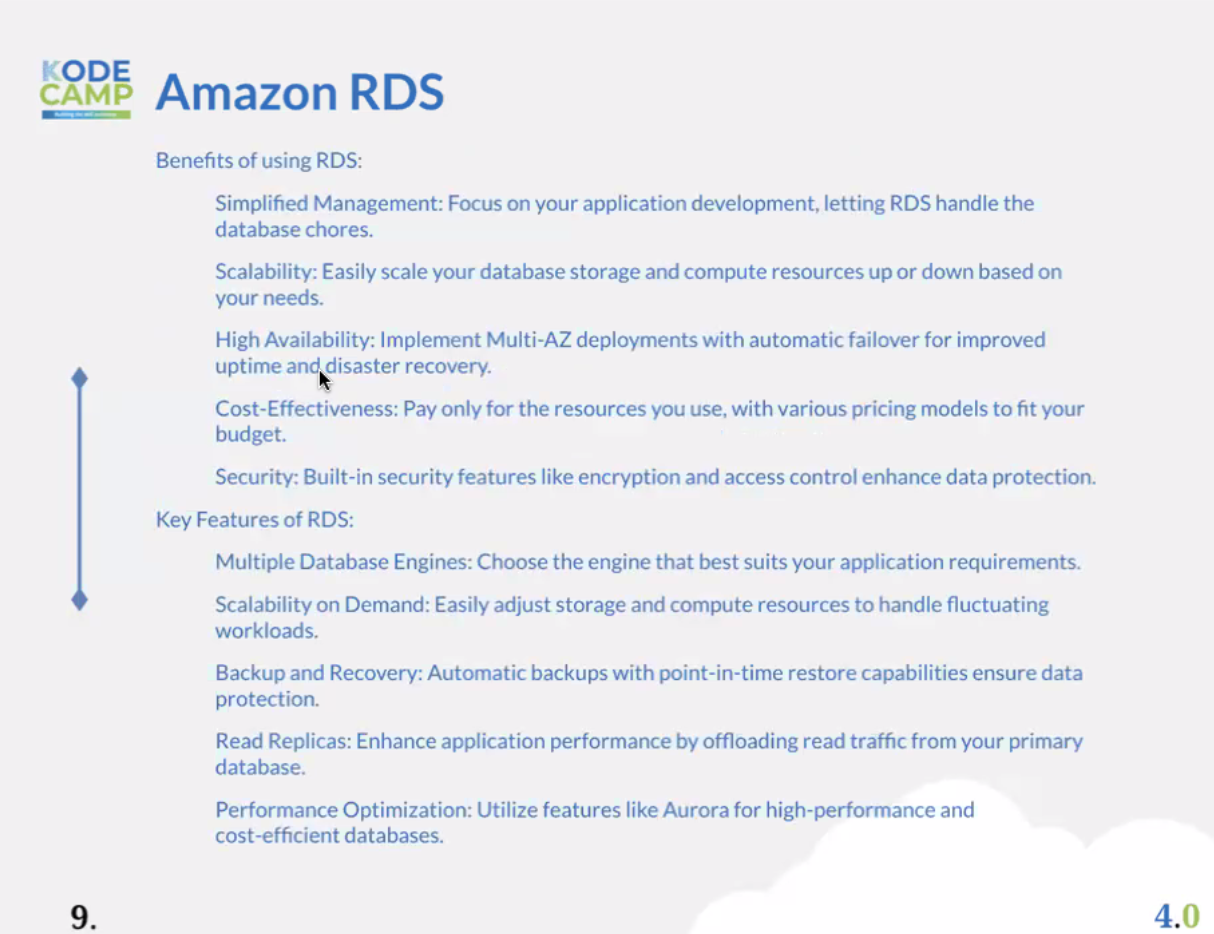 KODE
CAMP
Amazon RDS
Benefits of using RDS:
Simplified Management: Focus on your application development, letting RDS handle the
database chores.
Scalability: Easily scale your database storage and compute resources up or down based on
your needs.
High Availability: Implement Multi-AZ deployments with automatic failover for improved
uptime and disaster recovery.
Cost-Effectiveness: Pay only for the resources you use, with various pricing models to fit your
budget.
Security: Built-in security features like encryption and access control enhance data protection.
Key Features of RDS:
Multiple Database Engines: Choose the engine that best suits your application requirements.
Scalability on Demand: Easily adjust storage and compute resources to handle fluctuating
workloads.
Backup and Recovery: Automatic backups with point-in-time restore capabilities ensure data
protection.
Read Replicas: Enhance application performance by offloading read traffic from your primary
database.
Performance Optimization: Utilize features like Aurora for high-performance and
cost-efficient databases.
9.
4.0